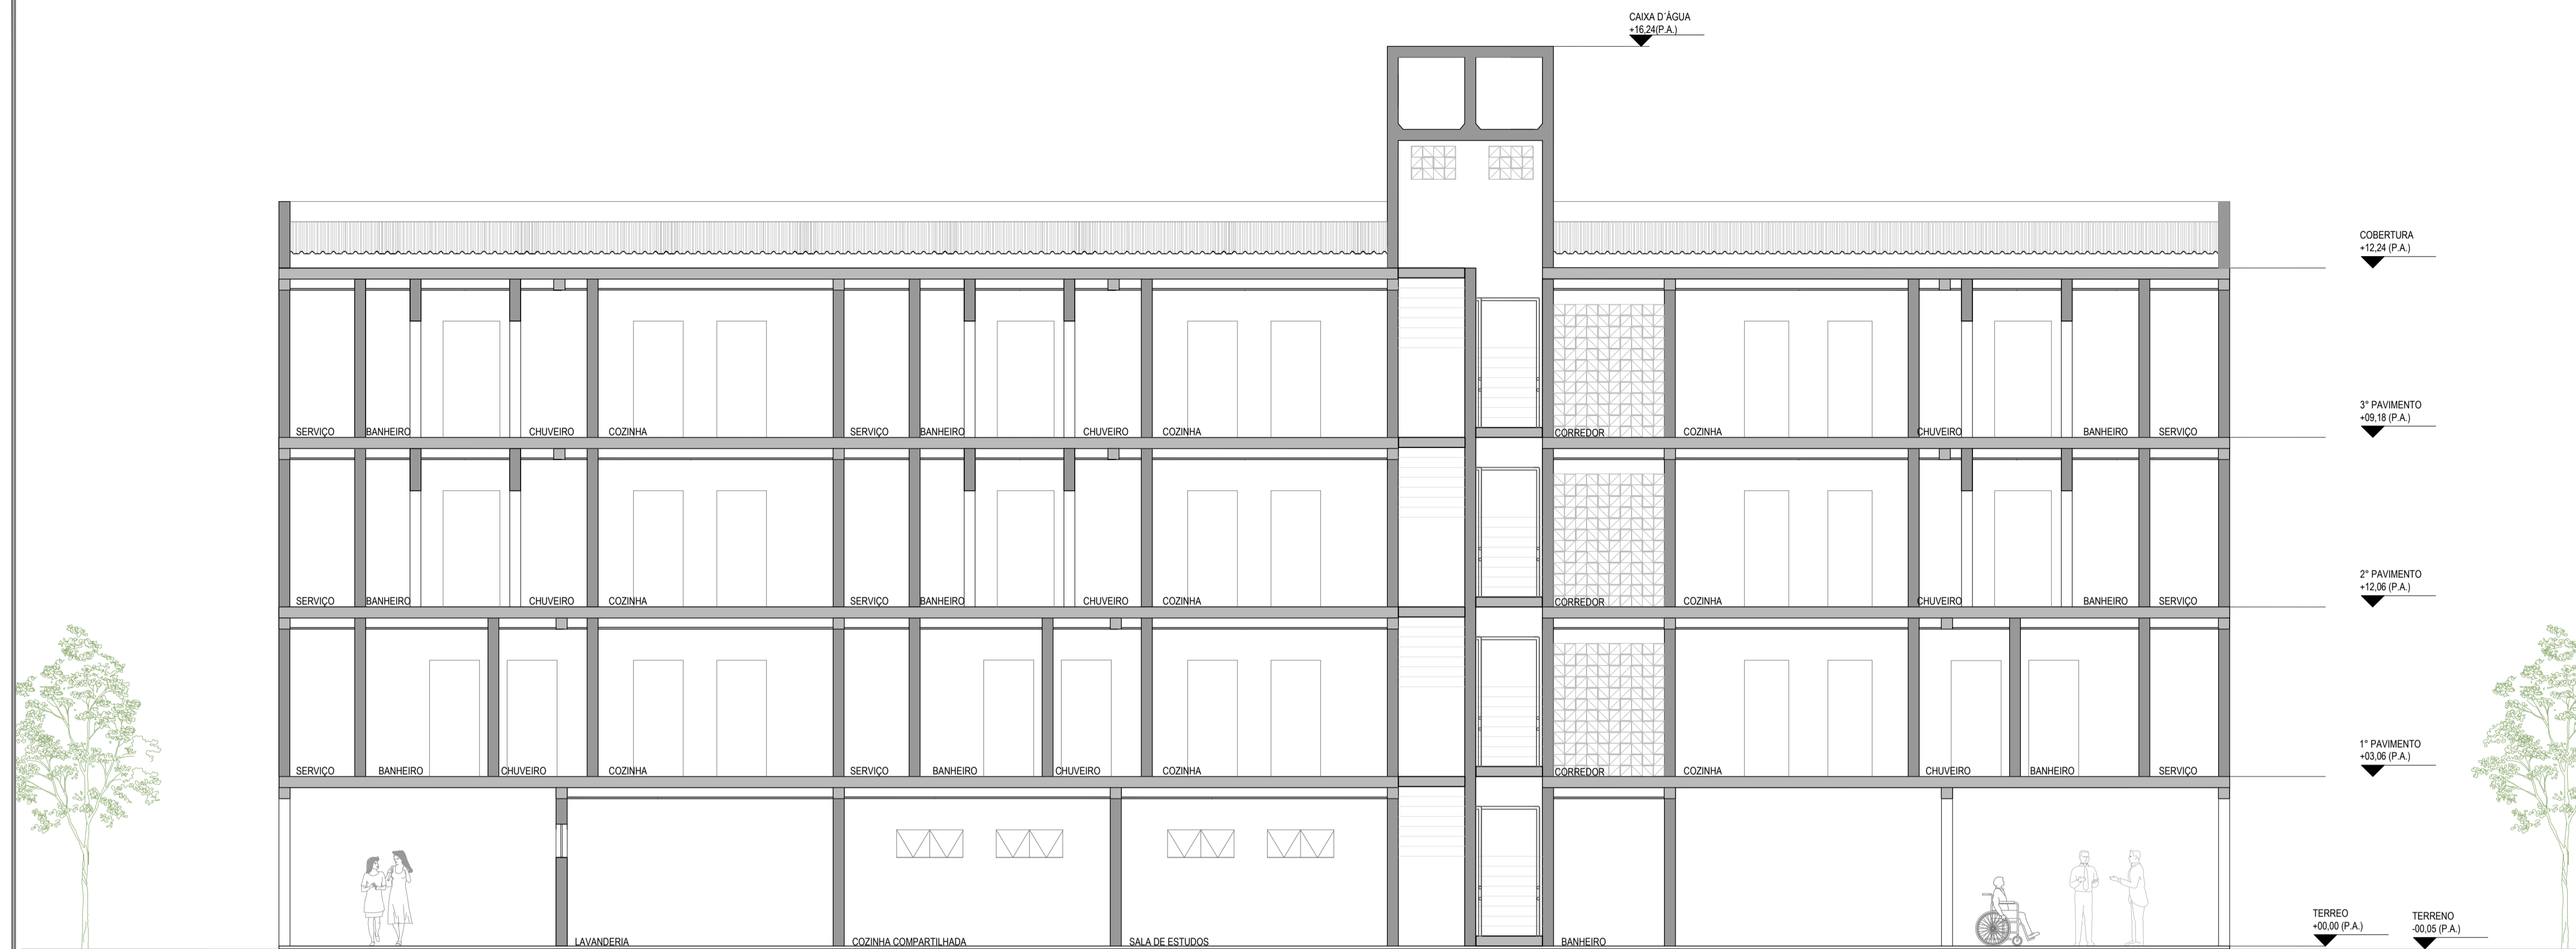 CAIXA D´ÁGUA
+16,24(P.A.)
COBERTURA
+12,24 (P.A.)
3° PAVIMENTO
+09,18 (P.A.)
SERVIÇO BANHEIRO CHUVEIRO COZINHA SERVIÇO BANHEIRO CHUVEIRO COZINHA CORREDOR COZINHA CHUVEIRO BANHEIRO SERVIÇO
2° PAVIMENTO
+12,06 (P.A.)
SERVIÇO BANHEIRO CHUVEIRO COZINHA SERVIÇO BANHEIRO CHUVEIRO COZINHA CORREDOR COZINHA CHUVEIRO BANHEIRO SERVIÇO
1° PAVIMENTO
+03,06 (P.A.)
SERVIÇO BANHEIRO CHUVEIRO COZINHA SERVIÇO BANHEIRO CHUVEIRO COZINHA CORREDOR COZINHA CHUVEIRO BANHEIRO SERVIÇO
TERREO
+00,00 (P.A.)
TERRENO
-00,05 (P.A.)
LAVANDERIA COZINHA COMPARTILHADA SALA DE ESTUDOS BANHEIRO